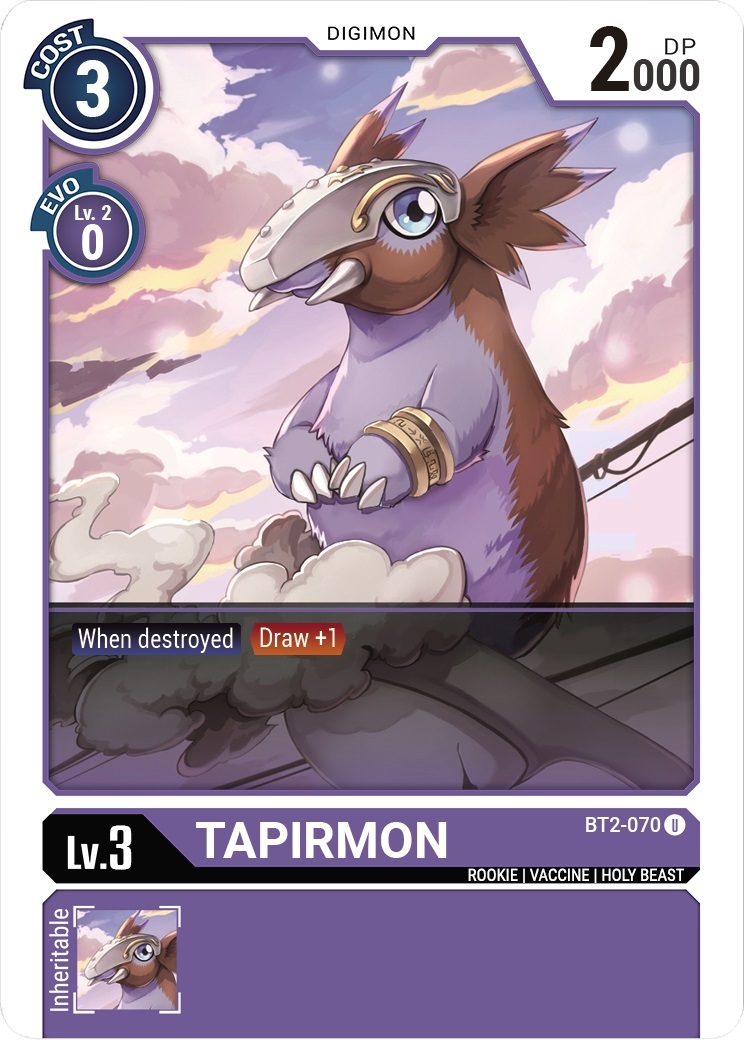 COST
3
DIGIMON
DP
2000
EVO
Lv. 2
0
When destroyed Draw +1
Lv.3
TAPIRMON
BT2-070 U
ROOKIE | VACCINE | HOLY BEAST
Inheritable